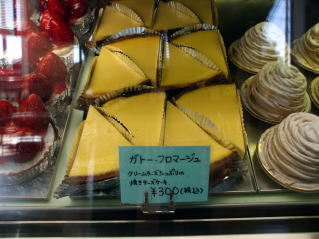 ガトー・フロマージュ
クリームチーズたっぷりの
焼きチーズケーキ
¥300(税込)